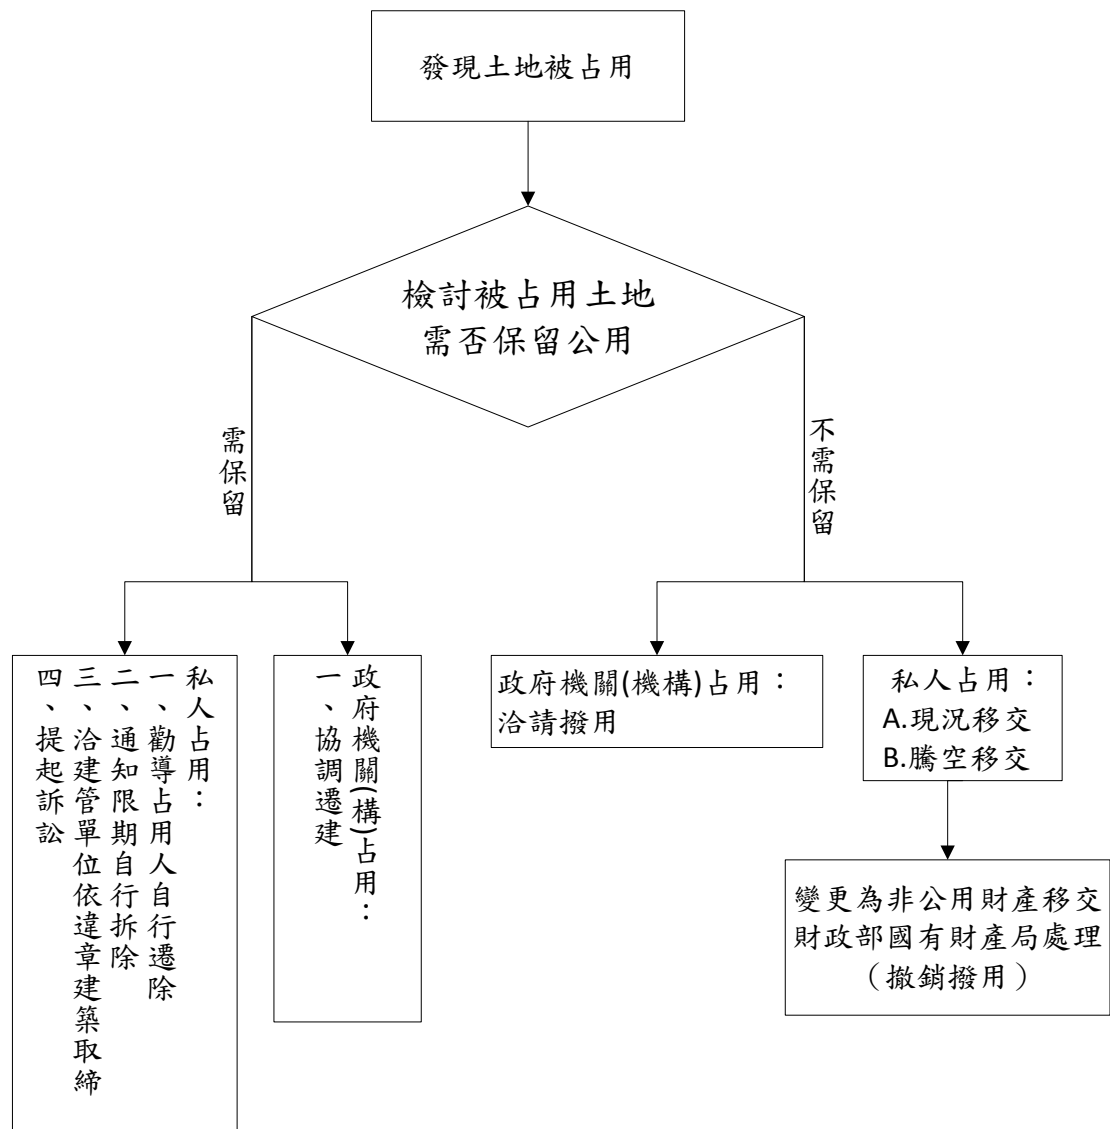 發現土地被占用
檢討被占用土地
需否保留公用
需保留
不需保留
私人占用：
一、勸導占用人自行遷除
二、通知限期自行拆除
三、洽建管單位依違章建築取締
四、提起訴訟
政府機關(構)占用：
一、協調遷建
政府機關(機構)占用：
洽請撥用
私人占用：
A.現況移交
B.騰空移交
變更為非公用財產移交
財政部國有財產局處理
（撤銷撥用）